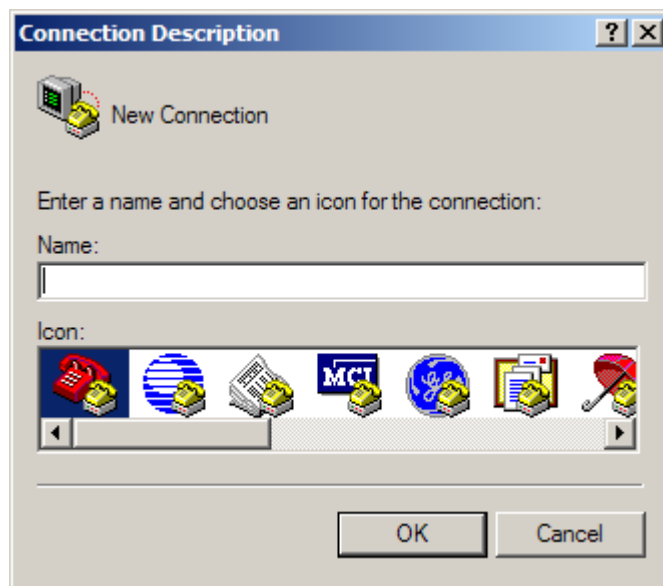 Connection Description
New Connection
Enter a name and choose an icon for the connection:
Name:
Icon:
MCI
OK
Cancel